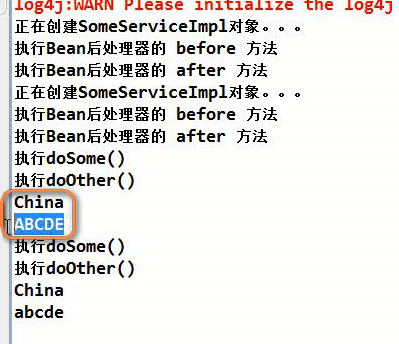 log4j:WARN Please initialize the log4j
正在创建SomeServiceImpl对象。。。
执行Bean后处理器的 before 方法
执行Bean后处理器的 after 方法
正在创建SomeServiceImpl对象。。。
执行Bean后处理器的 before 方法
执行Bean后处理器的 after 方法
执行doSome()
执行doOther()
China
ABCDE
执行doSome()
执行doOther()
China
abcde